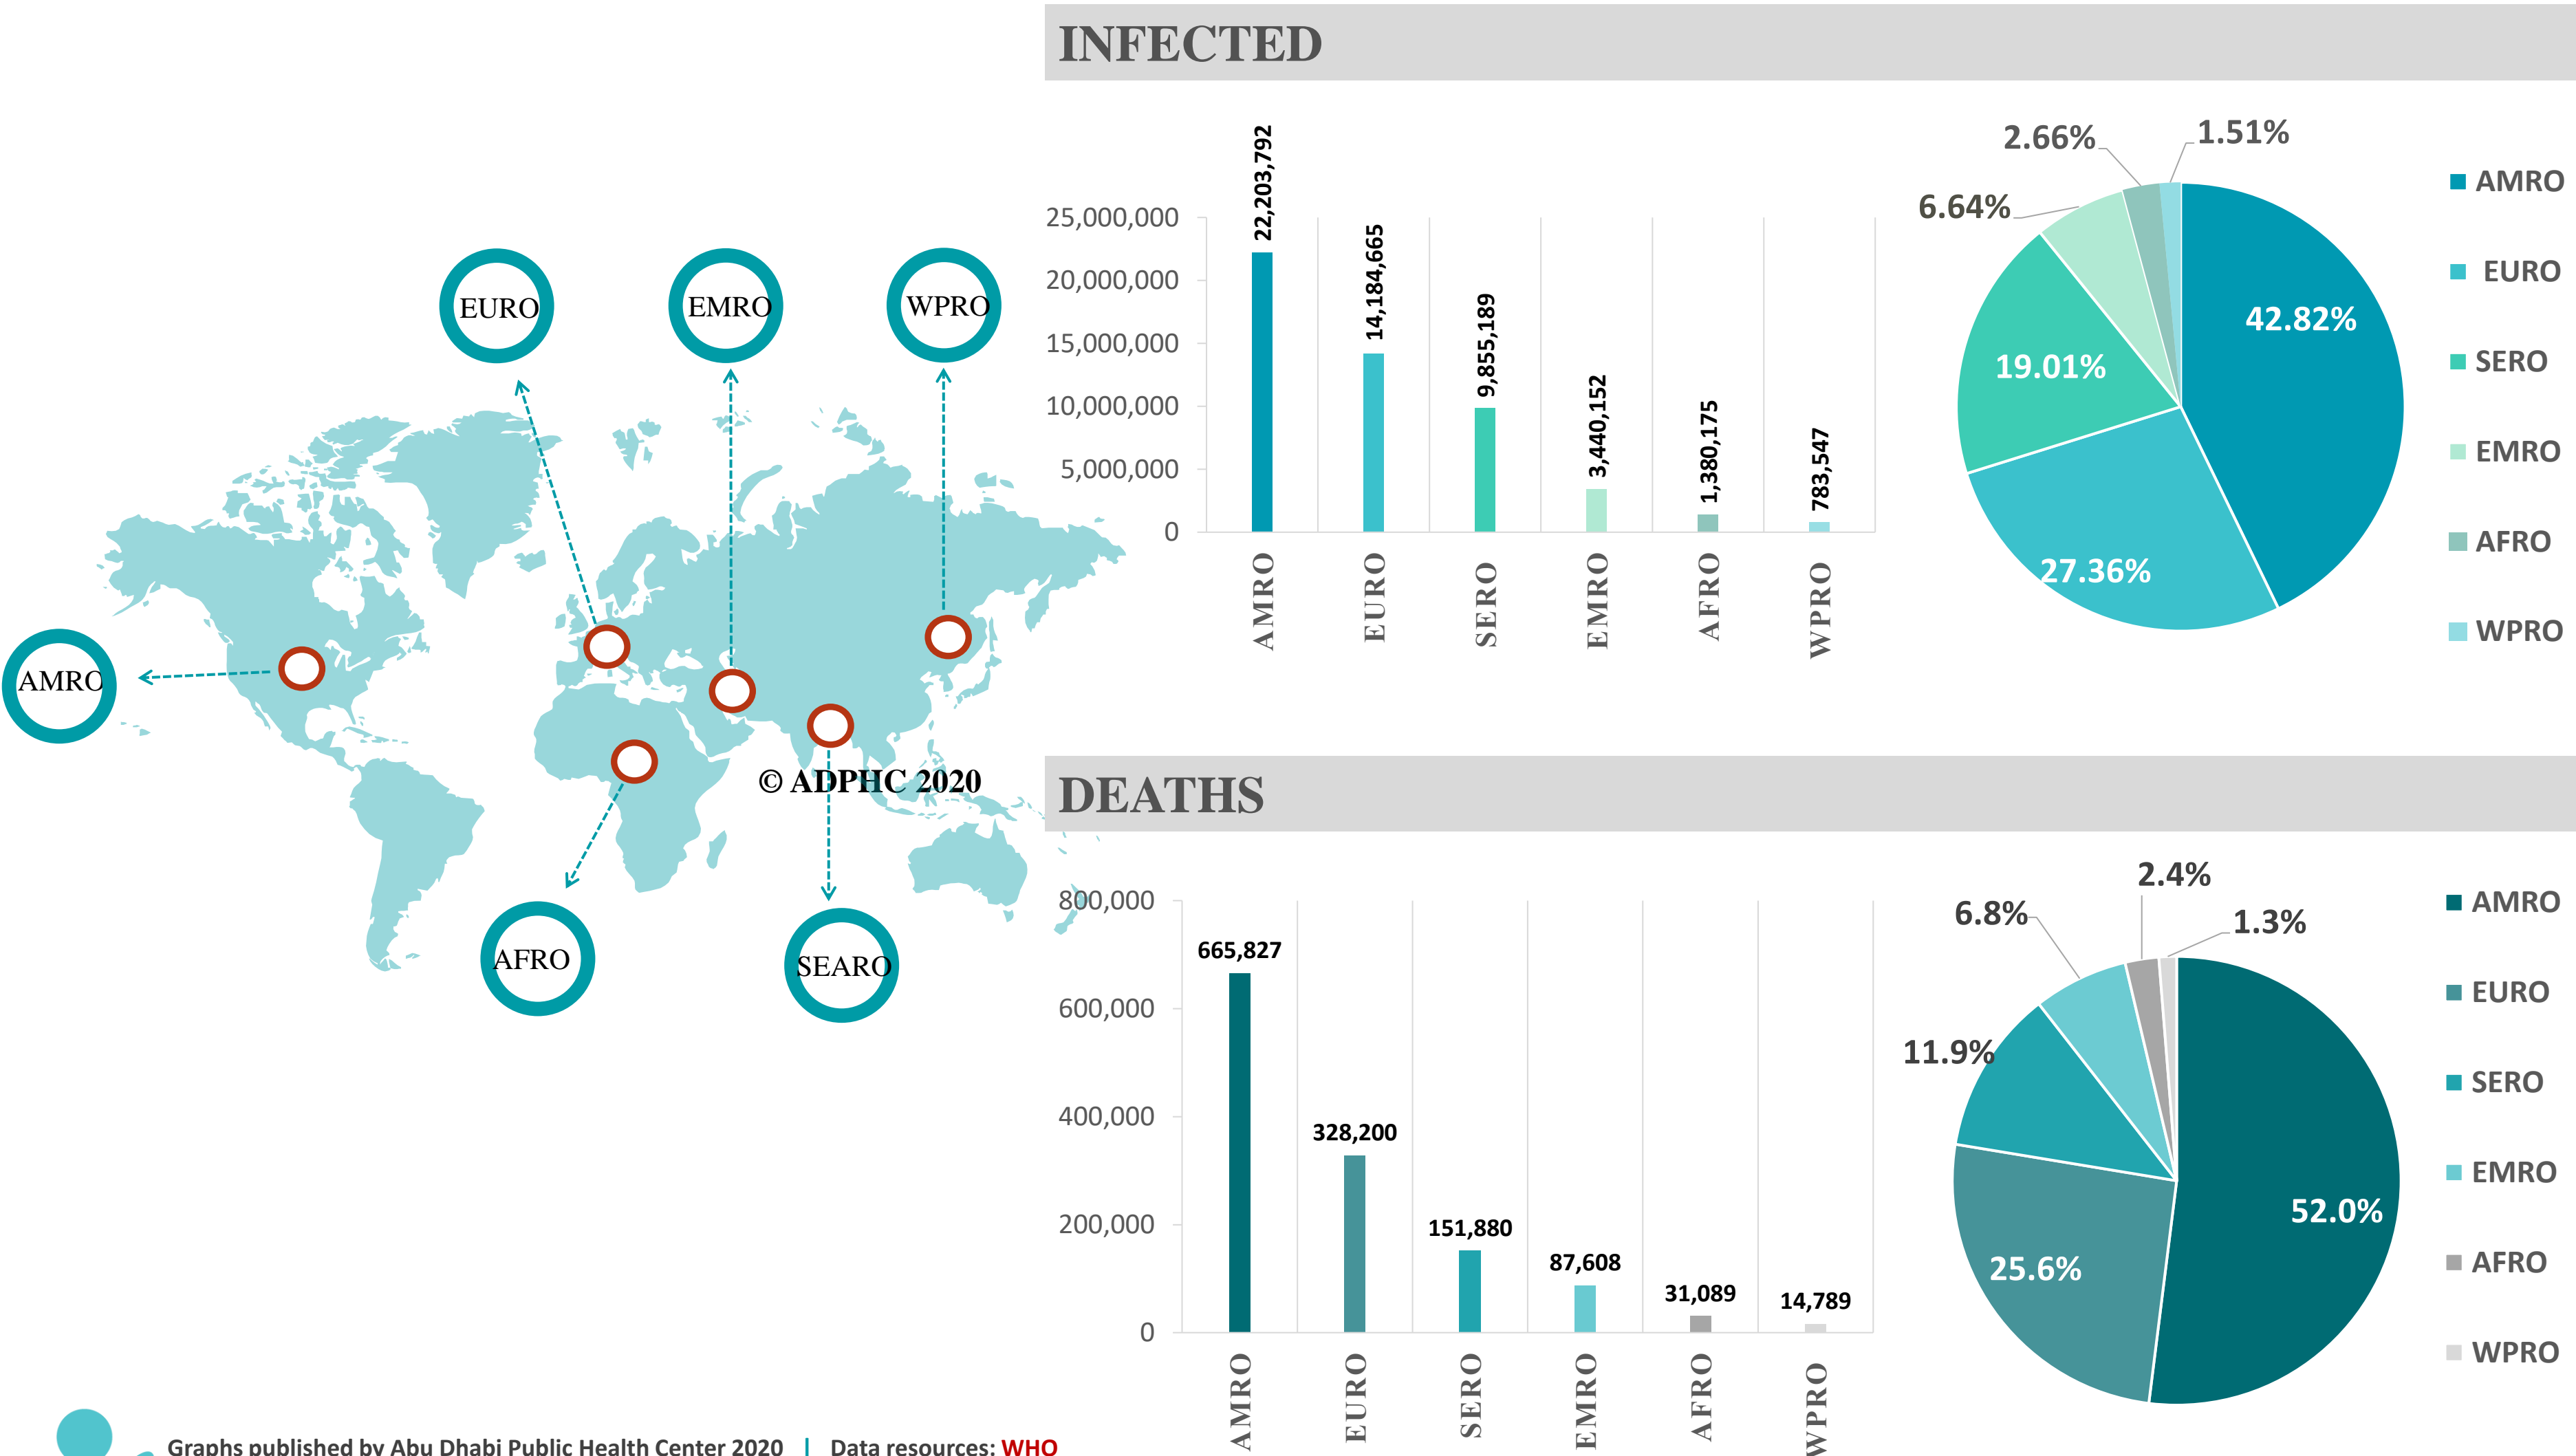 EURO
EMRO
WPRO
AMRO
© ADPHC 2020
AFRO
SEARO
INFECTED
25,000,000
20,000,000
15,000,000
10,000,000
5,000,000
0
22,203,792
14,184,665
9,855,189
3,440,152
1,380,175
783,547
AMRO
EURO
SERO
EMRO
AFRO
WPRO
2.66%
1.51%
6.64%
42.82%
19.01%
27.36%
AMRO
EURO
SERO
EMRO
AFRO
WPRO
DEATHS
800,000
600,000
400,000
200,000
0
665,827
328,200
151,880
87,608
31,089
14,789
AMRO
EURO
SERO
EMRO
AFRO
WPRO
2.4%
6.8%
1.3%
11.9%
52.0%
25.6%
AMRO
EURO
SERO
EMRO
AFRO
WPRO
Graphs published by Abu Dhabi Public Health Center 2020 | Data resources: WHO